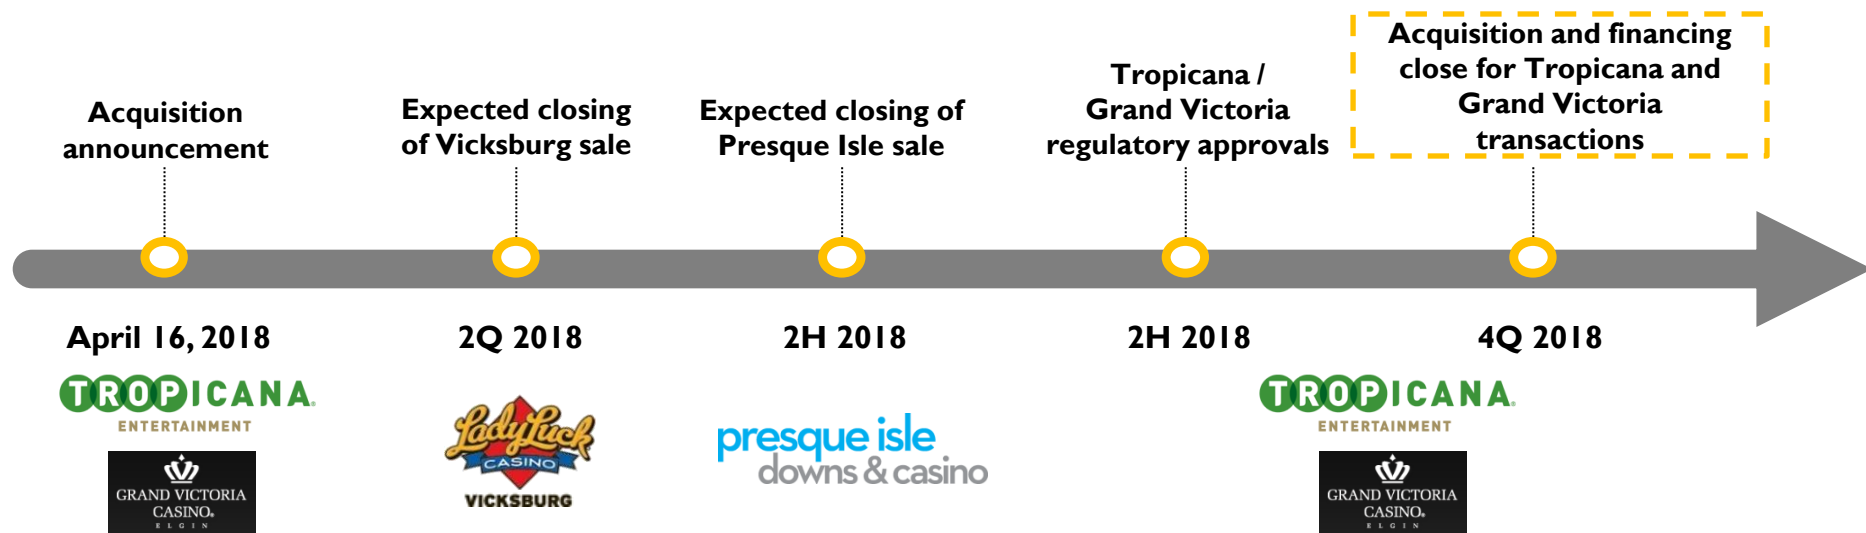 Acquisition
announcement
Expected closing
of Vicksburg sale
Expected closing of
Presque Isle sale
Tropicana /
Grand Victoria
regulatory approvals
Acquisition and financing
close for Tropicana and
Grand Victoria
transactions
April 16, 2018
2Q 2018
2H 2018
2H 2018
4Q 2018
TROPICANA
ENTERTAINMENT
GRAND VICTORIA
CASINO
ELGIN
Lady Luck
CASINO
VICKSBURG
presque isle
downs & casino
TROPICANA
ENTERTAINMENT
GRAND VICTORIA
CASINO
ELGIN